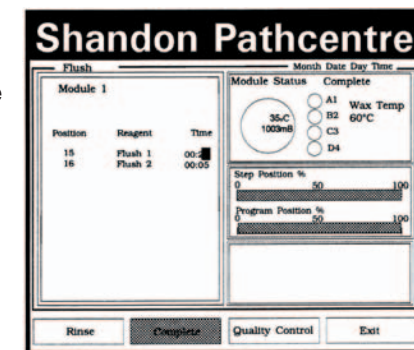 Shandon Pathcentre
Flush
Month Date Day Time
Module 1
Position Reagent Time
15 Flush 1
16 Flush 2 00:05
Module Status Complete
35°C
1003mB
A1
B2
C3
D4
Wax Temp
60°C
Step Position %
0 50 100
Program Position %
0 50 100
Rinse
Complete
Quality Control
Exit